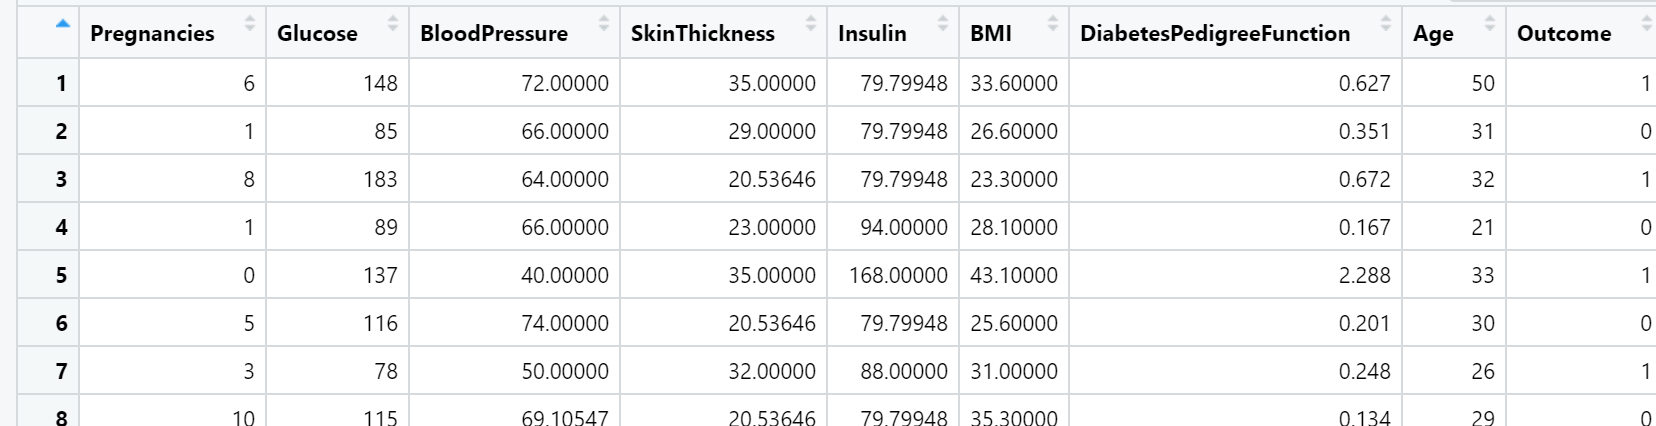 Pregnancies Glucose BloodPressure SkinThickness Insulin BMI DiabetesPedigreeFunction Age Outcome
1 6 148 72.00000 35.00000 79.79948 33.60000 0.627 50 1
2 1 85 66.00000 29.00000 79.79948 26.60000 0.351 31 0
3 8 183 64.00000 20.53646 79.79948 23.30000 0.672 32 1
4 1 89 66.00000 23.00000 94.00000 28.10000 0.167 21 0
5 0 137 40.00000 35.00000 168.00000 43.10000 2.288 33 1
6 5 116 74.00000 20.53646 79.79948 25.60000 0.201 30 0
7 3 78 50.00000 32.00000 88.00000 31.00000 0.248 26 1
8 10 115 69.10547 20.53646 79.79948 35.30000 0.134 29 0